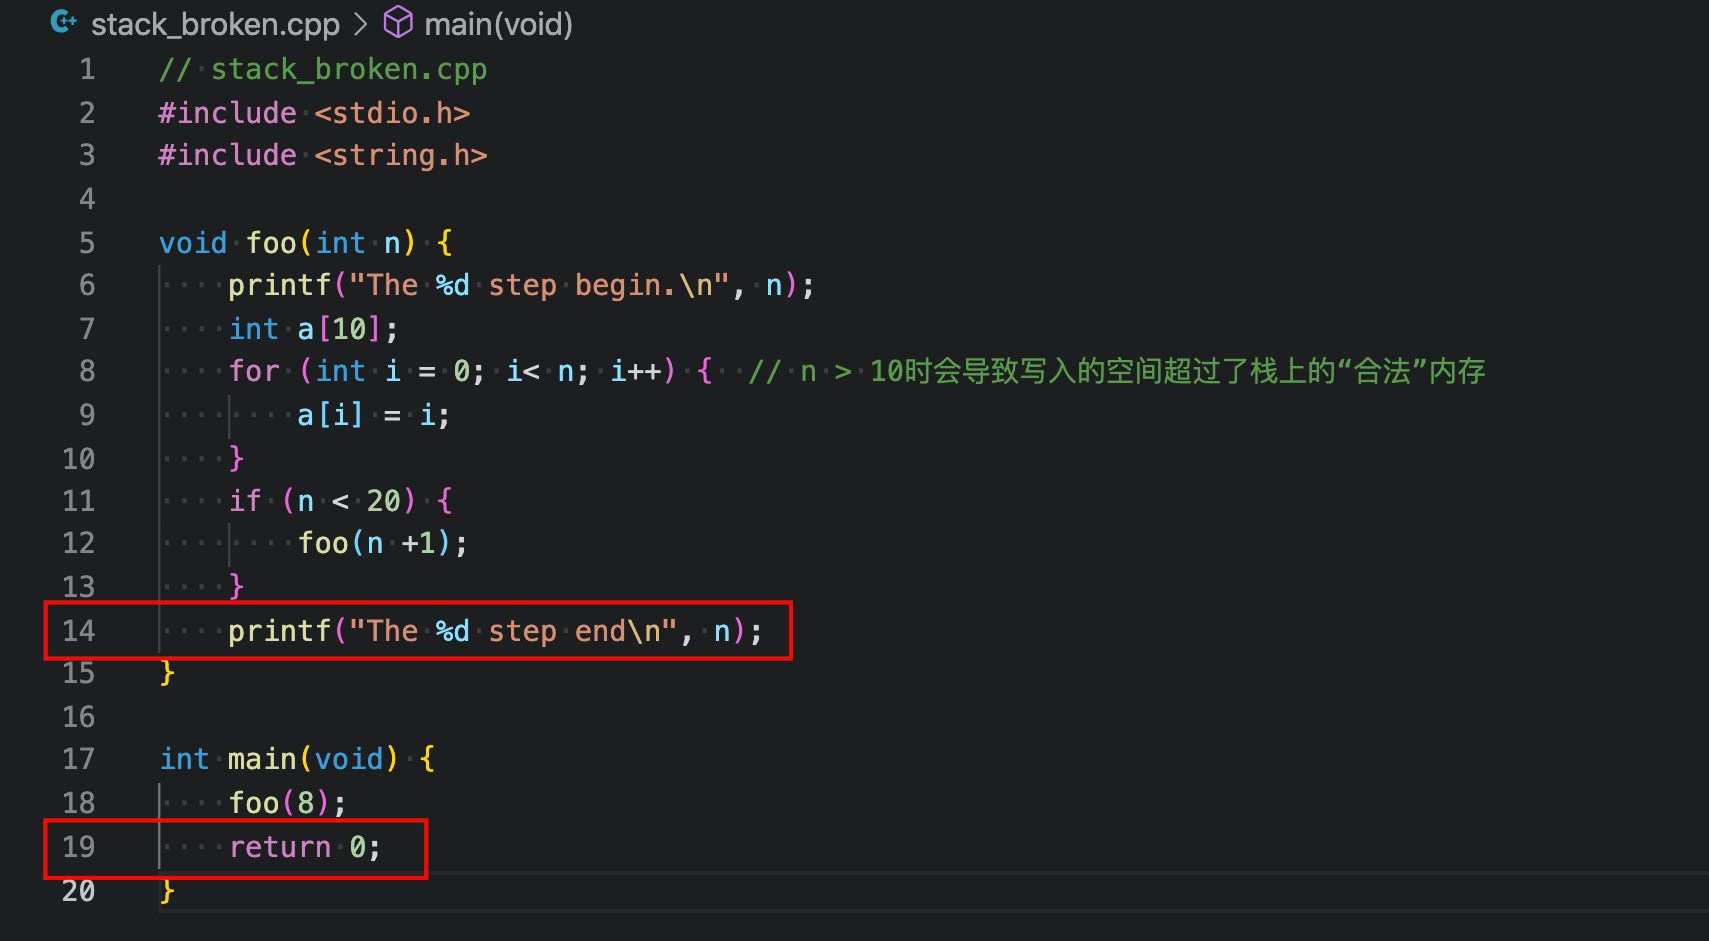 stack_broken.cpp > main(void)
1 // stack_broken.cpp
2 #include <stdio.h>
3 #include <string.h>
4
5 void foo(int n) {
6     printf("The %d step begin.\n", n);
7     int a[10];
8     for (int i = 0; i< n; i++) {  // n > 10时会导致写入的空间超过了栈上的“合法”内存
9         a[i] = i;
10     }
11     if (n < 20) {
12         foo(n +1);
13     }
14     printf("The %d step end\n", n);
15 }
16
17 int main(void) {
18     foo(8);
19     return 0;
20 }